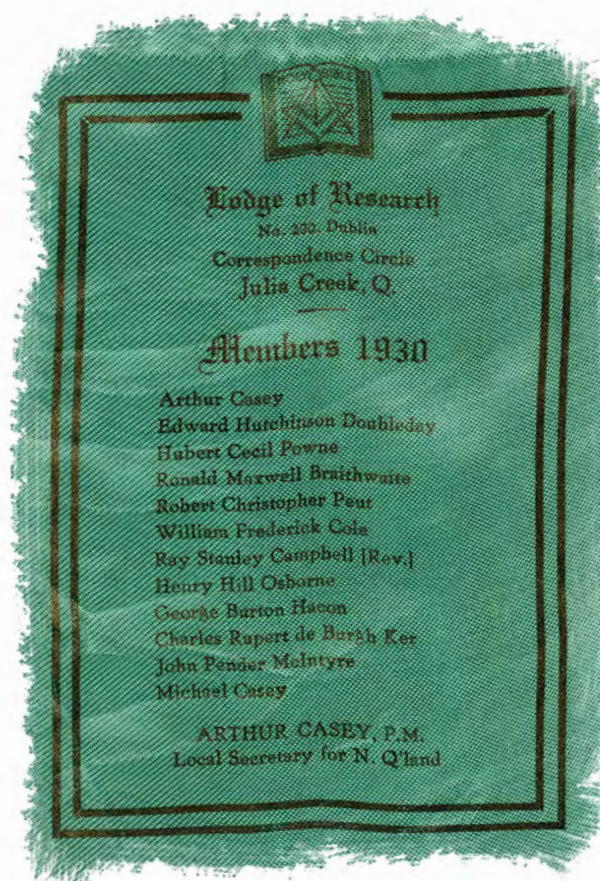 HOLY BIBLE
Lodge of Research
No. 200, Dublin
Correspondence Circle
Julia Creek, Q.
Members 1930
Arthur Casey
Edward Hutchinson Doubleday
Hubert Cecil Powne
Ronald Maxwell Braithwaite
Robert Christopher Peut
William Frederick Cole
Ray Stanley Campbell [Rev.]
Henry Hill Osborne
George Burton Hacon
Charles Rupert de Burgh Ker
John Pender McIntyre
Michael Casey
ARTHUR CASEY, P.M.
Local Secretary for N. Q'land